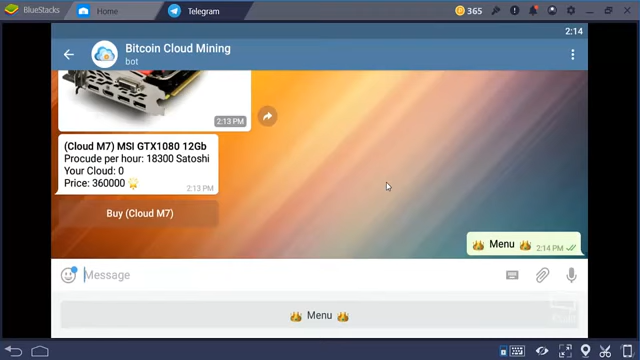 BlueStacks
Home
Telegram
365
2:14
Bitcoin Cloud Mining
bot
2:13 PM
(Cloud M7) MSI GTX1080 12Gb
Procude per hour: 18300 Satoshi
Your Cloud: 0
Price: 360000
2:13 PM
Buy (Cloud M7)
Menu
2:14 PM
Message
Menu